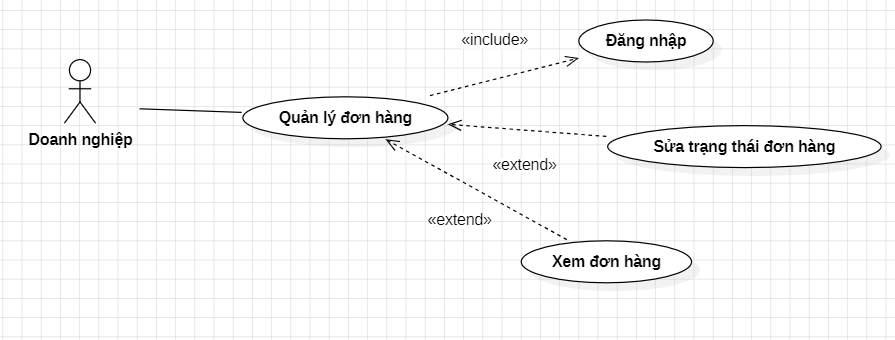 «include»
Đăng nhập
Doanh nghiệp
Quản lý đơn hàng
Sửa trạng thái đơn hàng
«extend»
«extend»
Xem đơn hàng